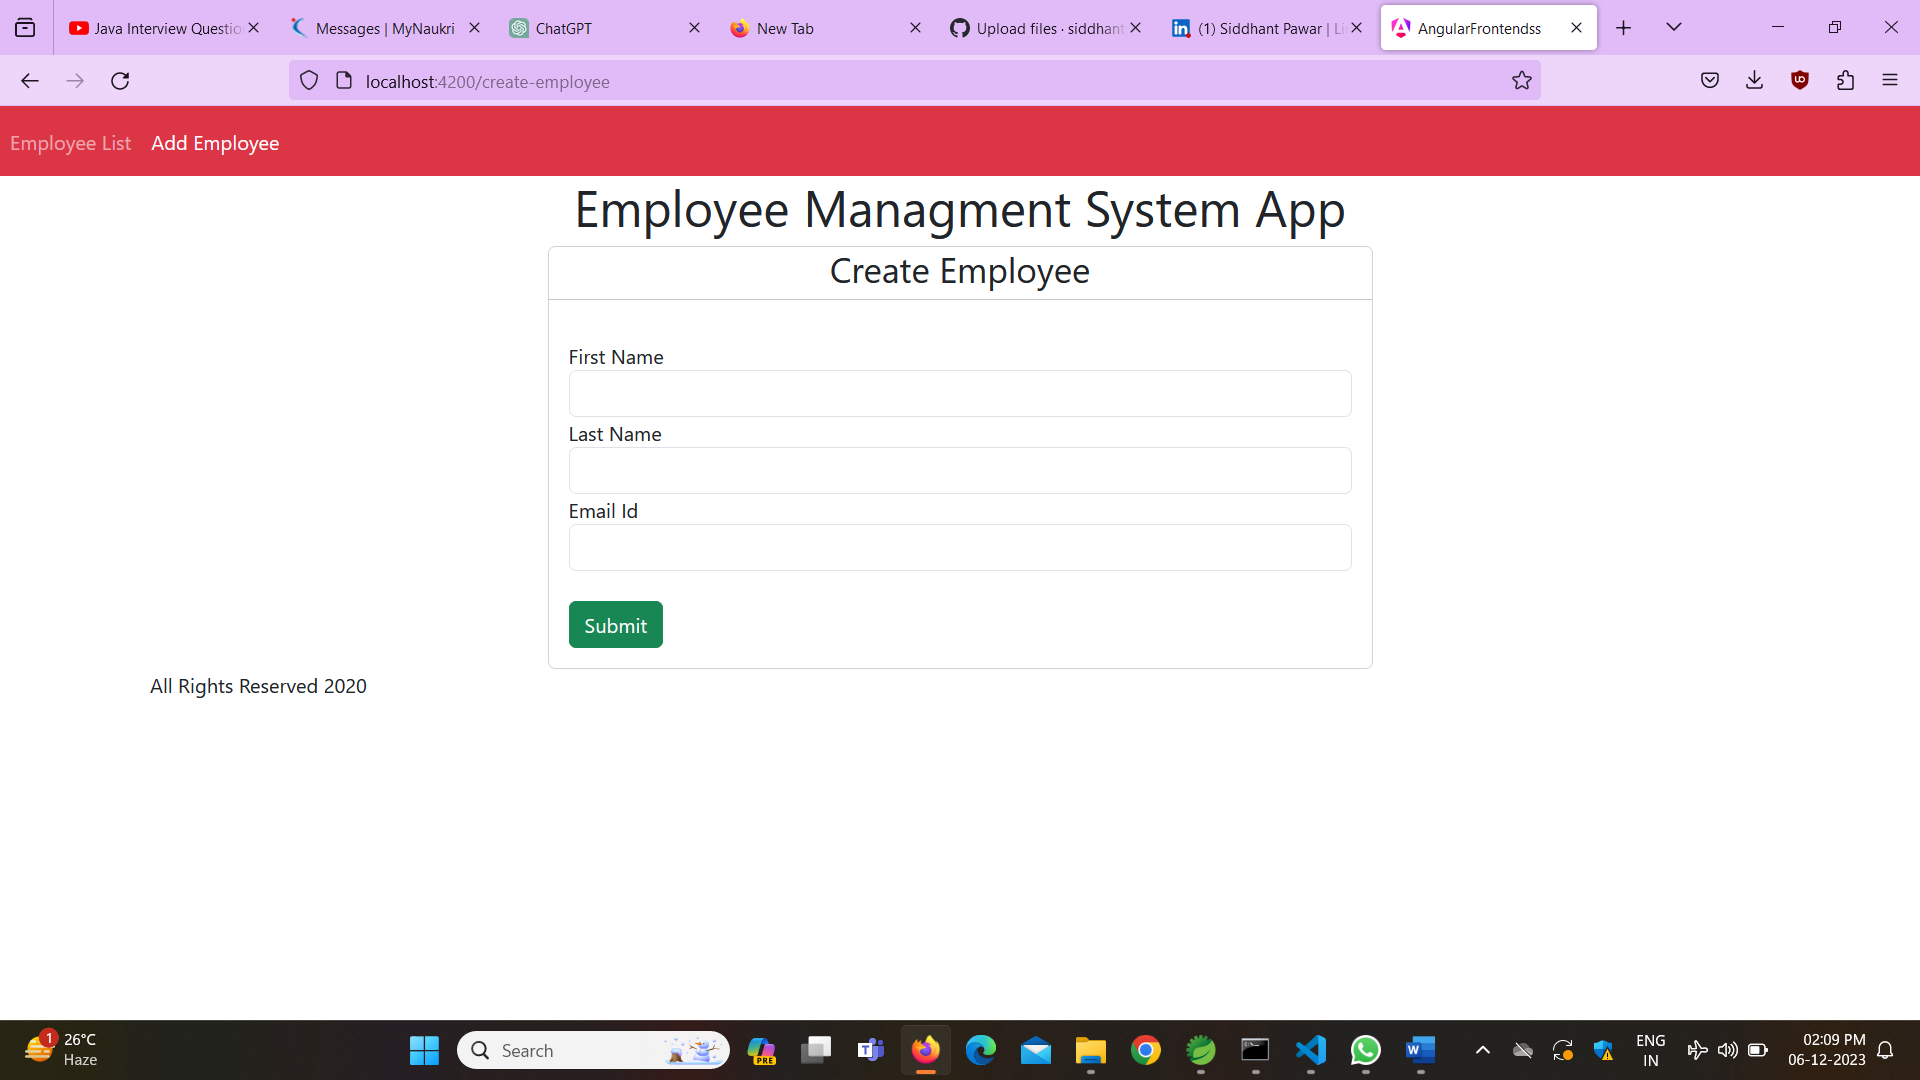 Java Interview Questio
Messages | MyNaukri
ChatGPT
New Tab
Upload files · siddhant
(1) Siddhant Pawar | Li
AngularFrontendss
localhost:4200/create-employee
Employee List Add Employee
Employee Managment System App
Create Employee
First Name
Last Name
Email Id
Submit
All Rights Reserved 2020
1
26°C
Haze
Search
PRE
ENG
IN
02:09 PM
06-12-2023